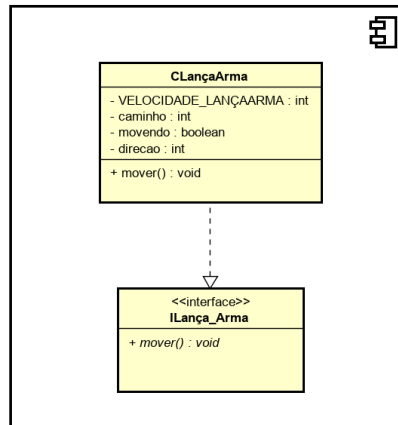 CLançaArma
- VELOCIDADE_LANÇAARMA : int
- caminho : int
- movendo : boolean
- direcao : int
+ mover() : void
<<interface>>
ILança_Arma
+ mover() : void